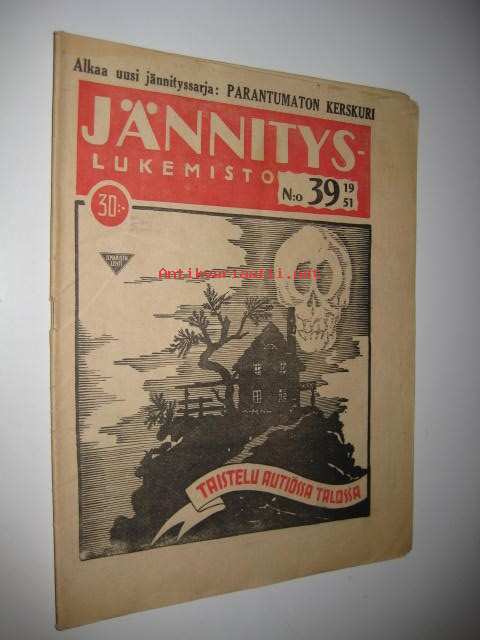 Alkaa uusi jännityssarja: PARANTUMATON KERSKURI
JÄNNITYS-
LUKEMISTO
N:o 39 19
51
30:-
Antikvariaatti.net
TAISTELU AUTIOSSA TALOSSA